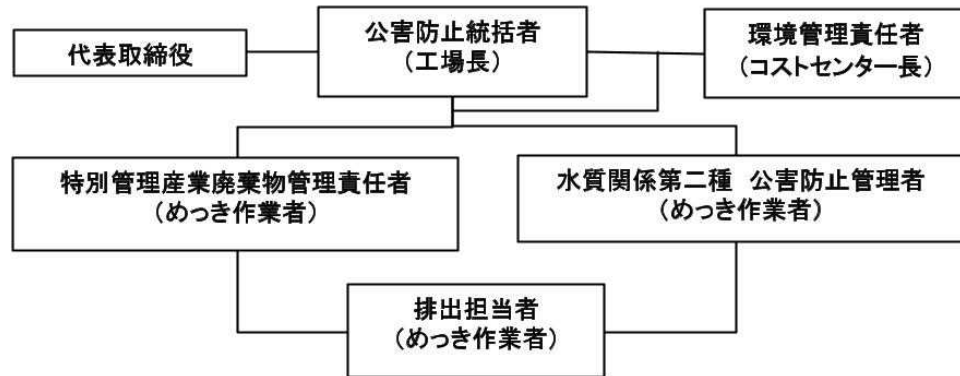 代表取締役
公害防止統括者
(工場長)
環境管理責任者
(コストセンター長)
特別管理産業廃棄物管理責任者
(めっき作業者)
水質関係第二種 公害防止管理者
(めっき作業者)
排出担当者
(めっき作業者)